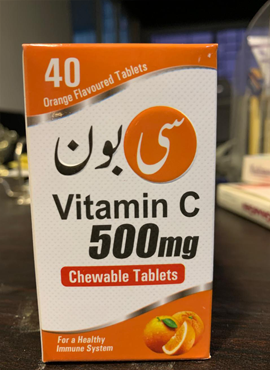 40
Orange Flavoured Tablets
سی بون
Vitamin C
500mg
Chewable Tablets
For a Healthy
Immune System